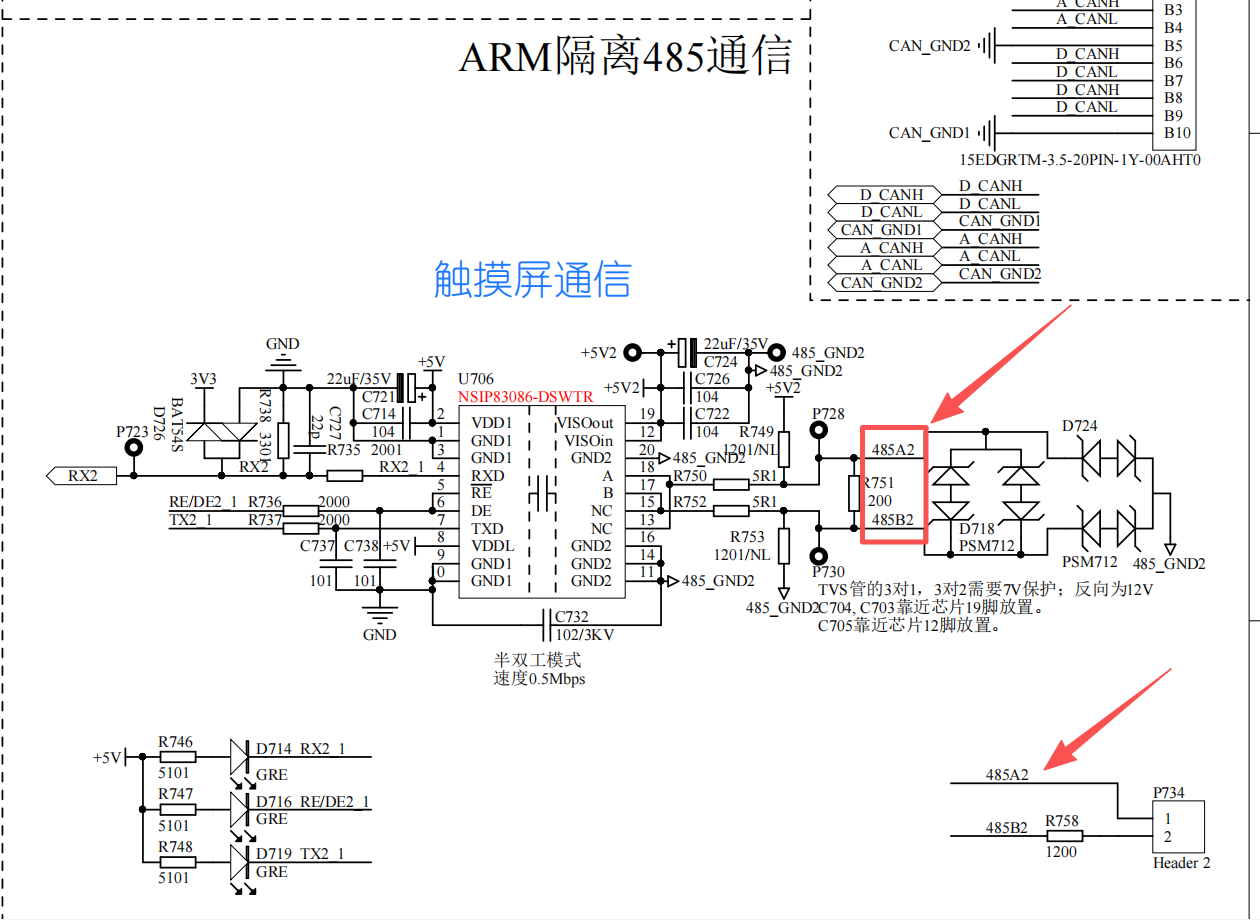 A_CANH
A_CANL
B3
B4
B5
B6
B7
B8
B9
B10
CAN_GND2
D_CANH
D_CANL
D_CANH
D_CANL
CAN_GND1
15EDGRTM-3.5-20PIN-1Y-00AHT0
ARM隔离485通信
D_CANH D_CANH
D_CANL D_CANL
CAN_GND1 CAN_GND1
A_CANH A_CANH
A_CANL A_CANL
CAN_GND2 CAN_GND2
触摸屏通信
GND
3V3
BAT54S
D726
P723
RX2
RX2
R738 3301
C727
22p
22uF/35V
C721
+5V
C714
104
R735 2001
RX2_1
RE/DE2_1 R736 2000
TX2_1 R737 2000
C737 C738
101 101
+5V
GND
U706
NSIP83086-DSWTR
2 VDD1
1 GND1
3 GND1
4 RXD
5 RE
6 DE
7 TXD
8 VDDL
9 GND1
10 GND1
VISOout 19
VISOin 12
GND2 20
A 18
B 17
NC 15
NC 13
GND2 16
GND2 14
GND2 11
C732
102/3KV
半双工模式
速度0.5Mbps
+5V2
22uF/35V
C724
485_GND2
485_GND2
+5V2
C726
104
C722
104
+5V2
R749
1201/NL
485_GND2
R750 5R1
R752 5R1
R753
1201/NL
485_GND2
485_GND2
P728
P730
485A2
R751
1200
485B2
D718
PSM712
D724
PSM712
485_GND2
TVS管的3对1，3对2需要7V保护；反向为12V
C704, C703靠近芯片19脚放置。
C705靠近芯片12脚放置。
+5V
R746
5101
D714 RX2_1
GRE
R747
5101
D716 RE/DE2_1
GRE
R748
5101
D719 TX2_1
GRE
485A2
485B2
R758
1200
P734
1
2
Header 2